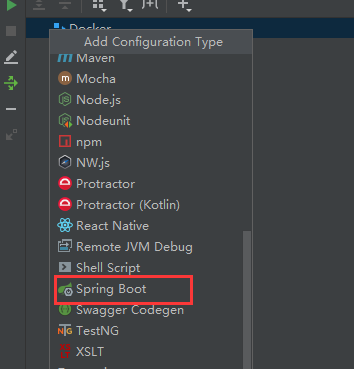 Docker
Add Configuration Type
Maven
Mocha
Node.js
Nodeunit
npm
NW.js
Protractor
Protractor (Kotlin)
React Native
Remote JVM Debug
Shell Script
Spring Boot
Swagger Codegen
TestNG
XSLT